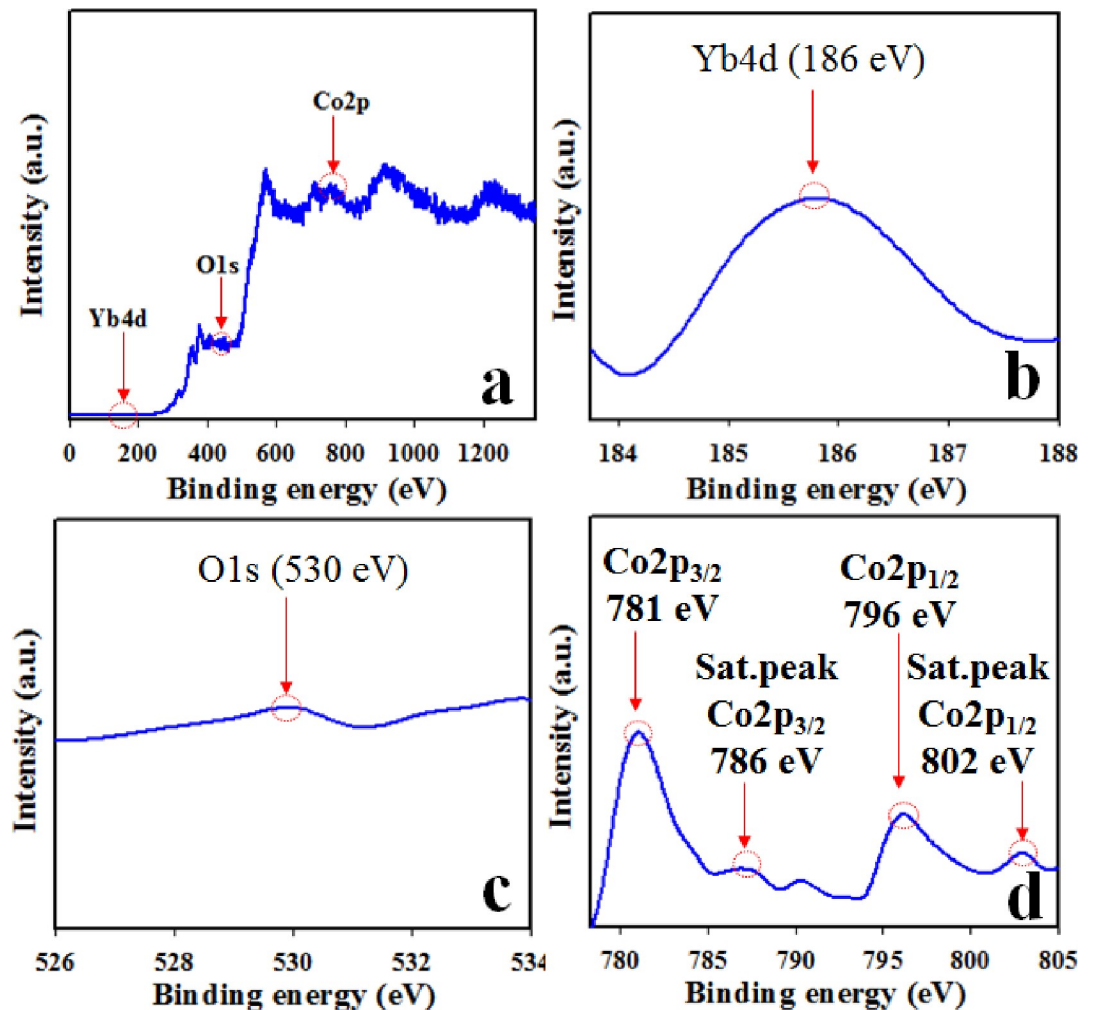 Intensity (a.u.)
Yb4d
O1s
Co2p
a
0 200 400 600 800 1000 1200
Binding energy (eV)
Intensity (a.u.)
Yb4d (186 eV)
b
184 185 186 187 188
Binding energy (eV)
Intensity (a.u.)
O1s (530 eV)
c
526 528 530 532 534
Binding energy (eV)
Intensity (a.u.)
Co2p3/2
781 eV
Sat.peak
Co2p3/2
786 eV
Co2p1/2
796 eV
Sat.peak
Co2p1/2
802 eV
d
780 785 790 795 800 805
Binding energy (eV)